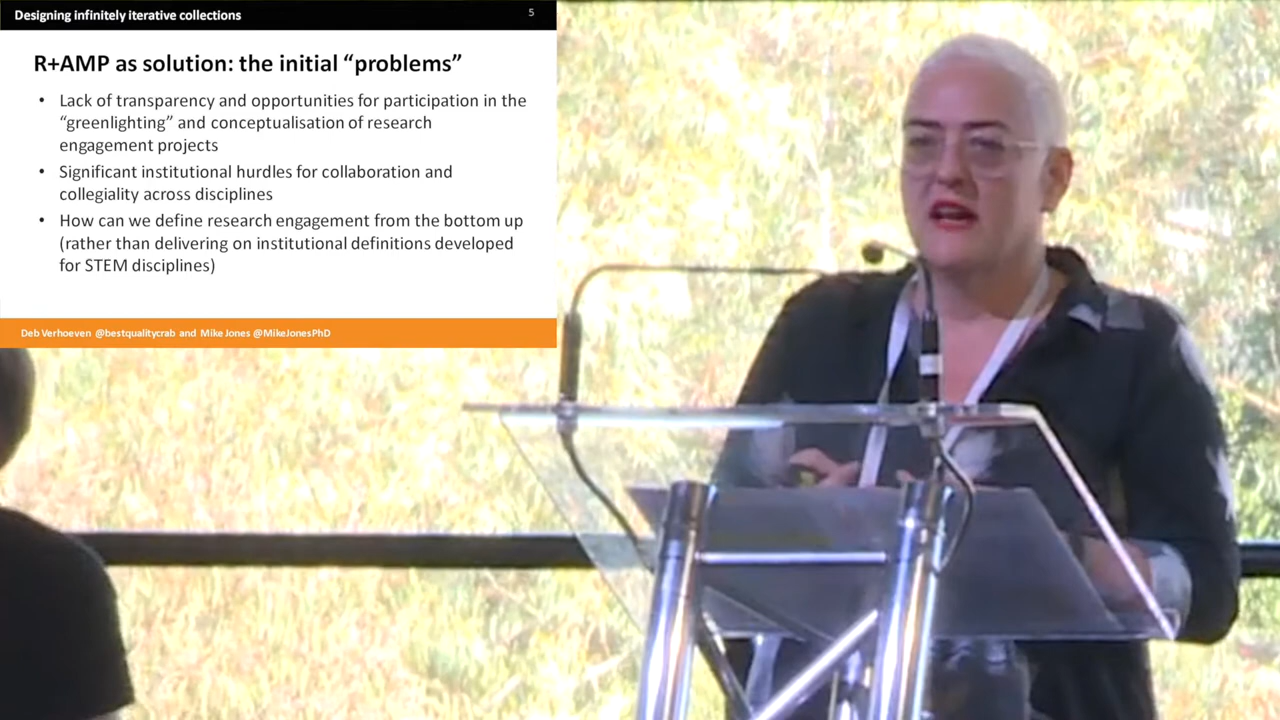 Designing infinitely iterative collections
5
R+AMP as solution: the initial “problems”
• Lack of transparency and opportunities for participation in the
“greenlighting” and conceptualisation of research
engagement projects
• Significant institutional hurdles for collaboration and
collegiality across disciplines
• How can we define research engagement from the bottom up
(rather than delivering on institutional definitions developed
for STEM disciplines)
Deb Verhoeven @bestqualitycrab and Mike Jones @MikeJonesPhD